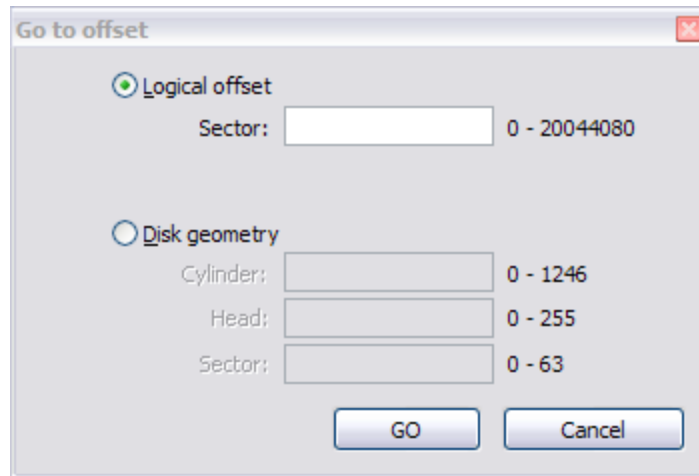 Go to offset
Logical offset
Sector: 0 - 20044080
Disk geometry
Cylinder: 0 - 1246
Head: 0 - 255
Sector: 0 - 63
GO Cancel